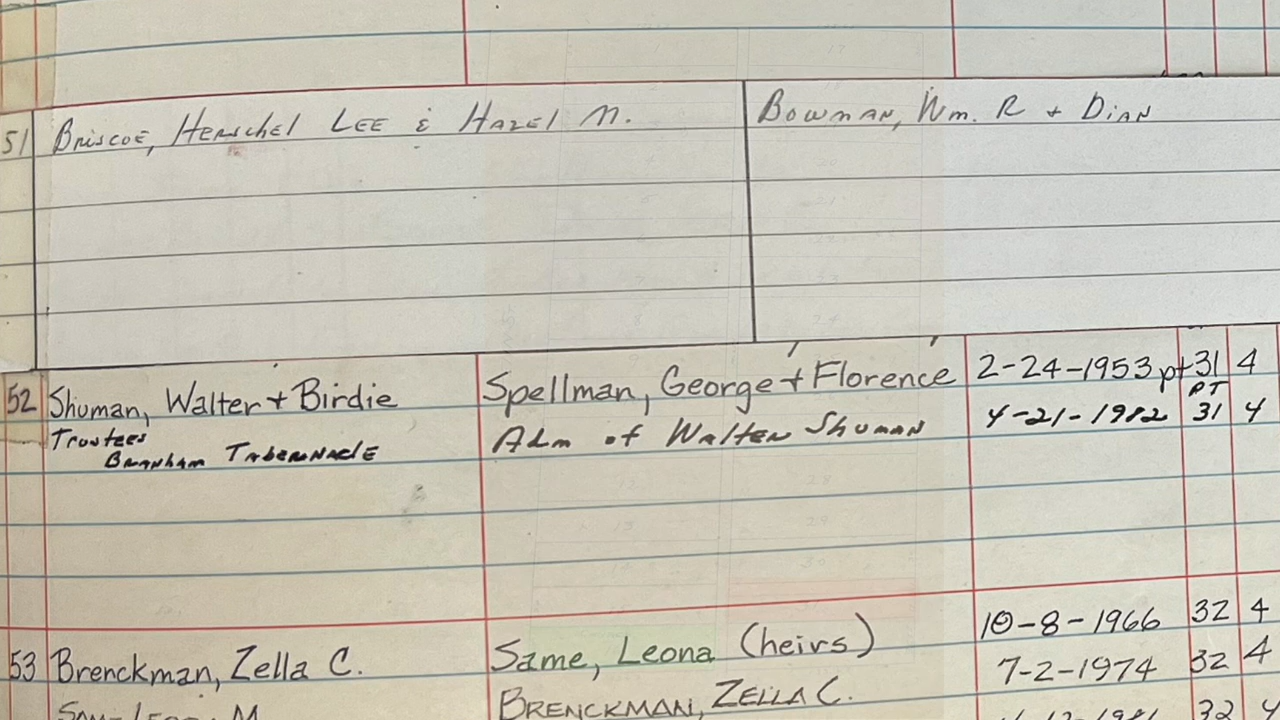 51 Briscoe, Herschel Lee & Hazel M. Bowman, Wm. R + Dian
52 Shuman, Walter + Birdie Spellman, George + Florence 2-24-1953 pt 31 4
Trustees Branham Tabernacle Adm of Walter Shuman 4-21-1982 PT 31 4
53 Brenckman, Zella C. Same, Leona (heirs) 10-8-1966 32 4
BRENCKMAN, ZELLA C. 7-2-1974 32 4
32 4